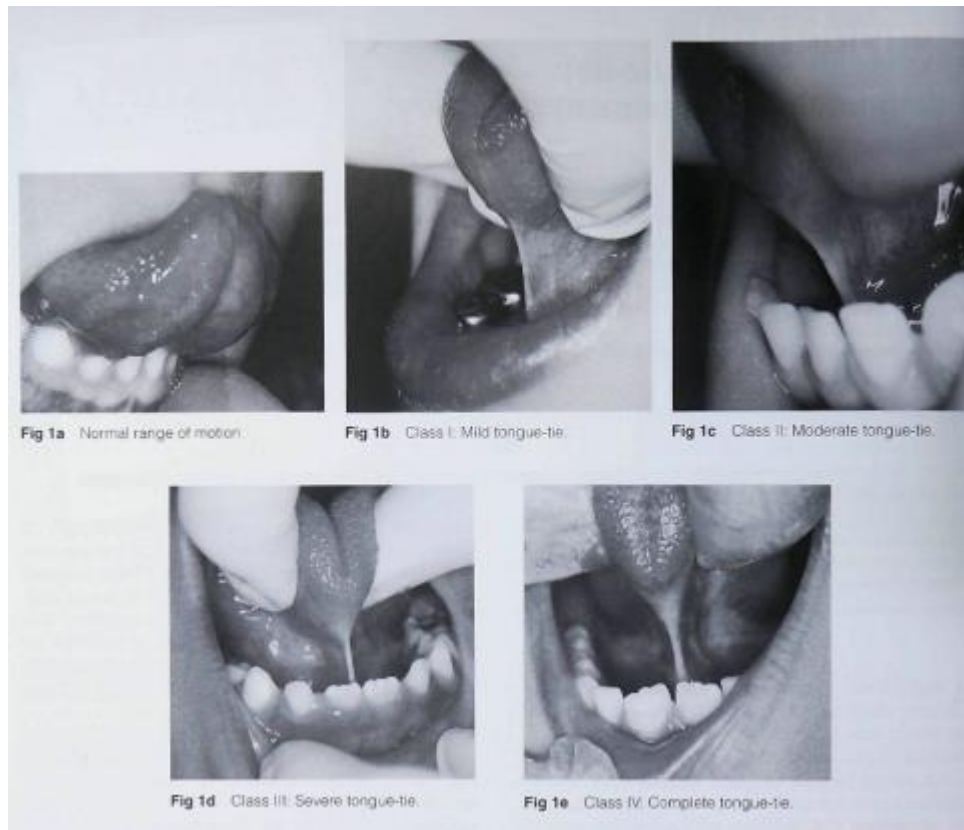 Fig 1a Normal range of motion
Fig 1b Class I: Mild tongue-tie.
Fig 1c Class II: Moderate tongue-tie.
Fig 1d Class III: Severe tongue-tie.
Fig 1e Class IV: Complete tongue-tie.